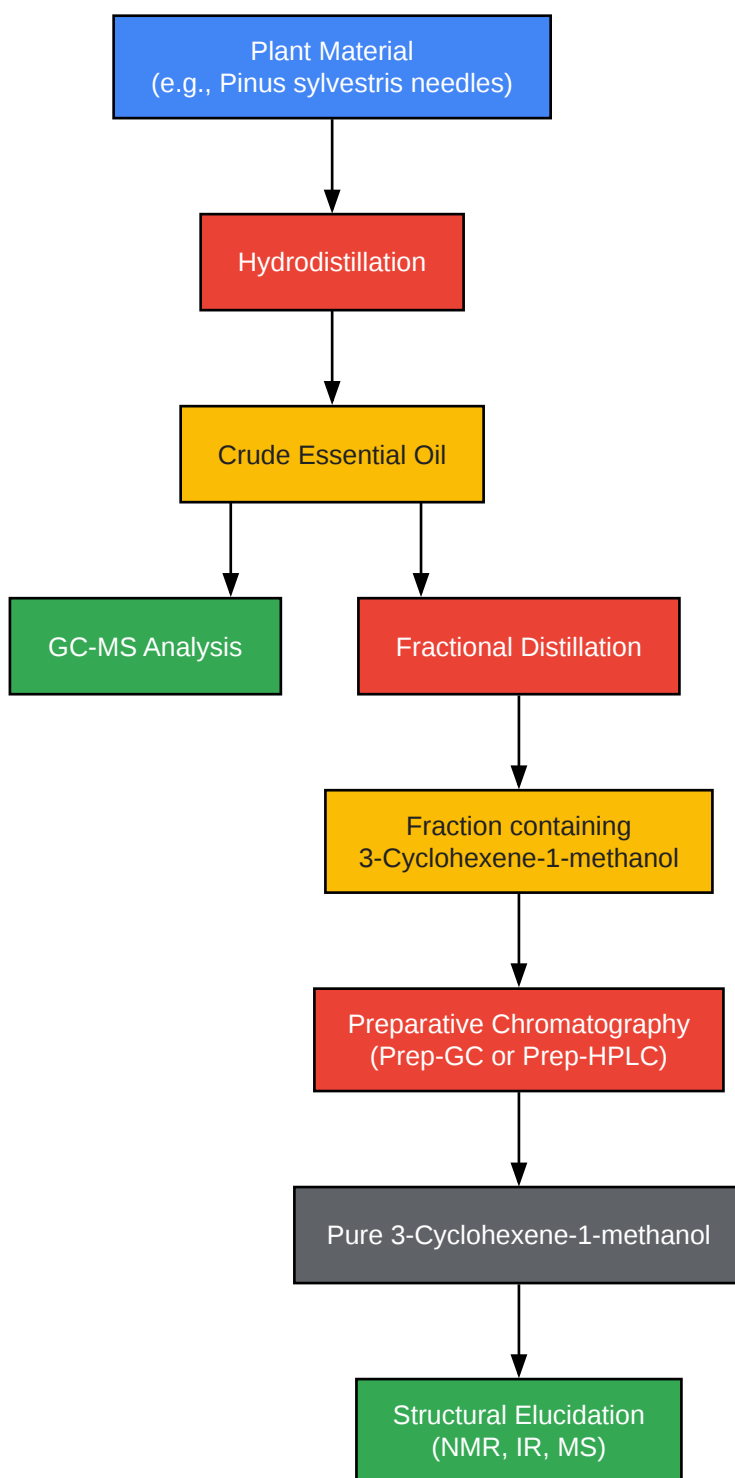 Plant Material
(e.g., Pinus sylvestris needles)
Hydrodistillation
Crude Essential Oil
GC-MS Analysis
Fractional Distillation
Fraction containing
3-Cyclohexene-1-methanol
Preparative Chromatography
(Prep-GC or Prep-HPLC)
Pure 3-Cyclohexene-1-methanol
Structural Elucidation
(NMR, IR, MS)